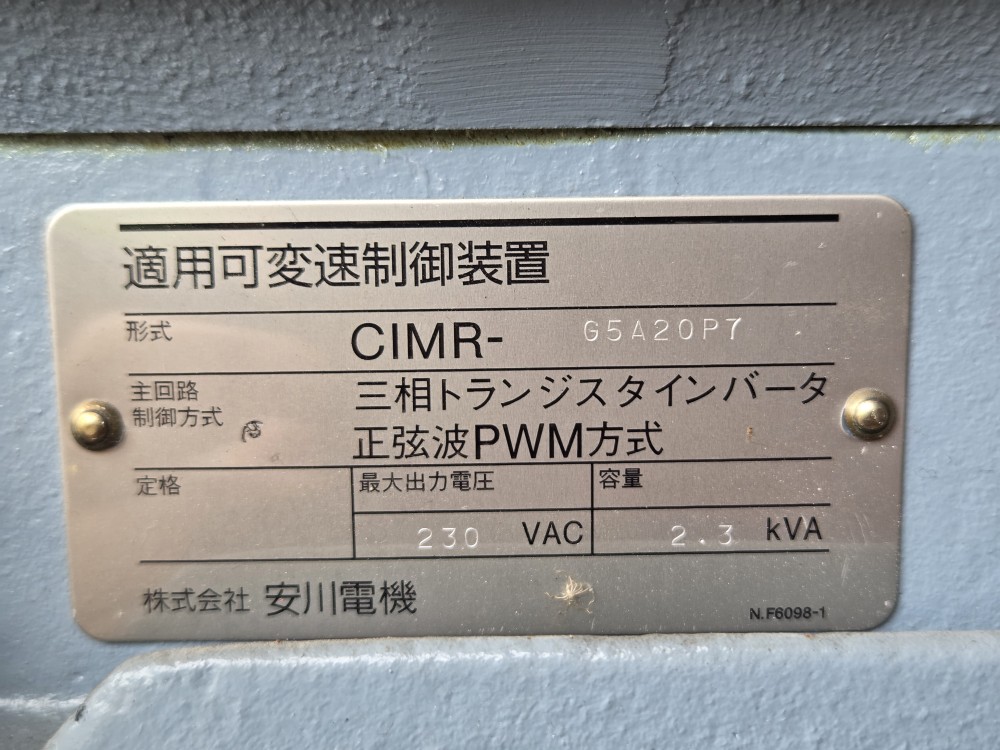 適用可変速制御装置
形式 CIMR- G5A20P7
主回路 三相トランジスタインバータ
制御方式 正弦波PWM方式
定格 最大出力電圧 容量
230 VAC 2.3 kVA
株式会社 安川電機 N.F6098-1